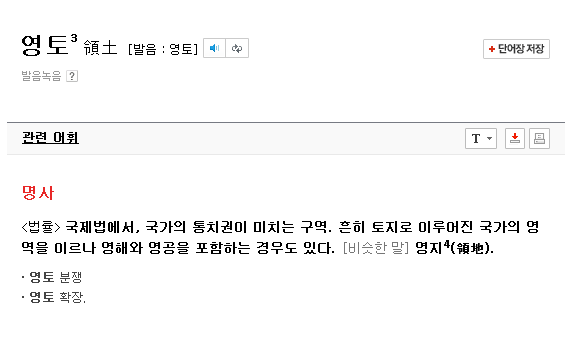 영토³ 領土 [발음 : 영토] + 단어장 저장
발음녹음 ?
관련 어휘 T
명사
<법률> 국제법에서, 국가의 통치권이 미치는 구역. 흔히 토지로 이루어진 국가의 영
역을 이르나 영해와 영공을 포함하는 경우도 있다. [비슷한 말] 영지⁴(領地).
· 영토 분쟁
· 영토 확장.